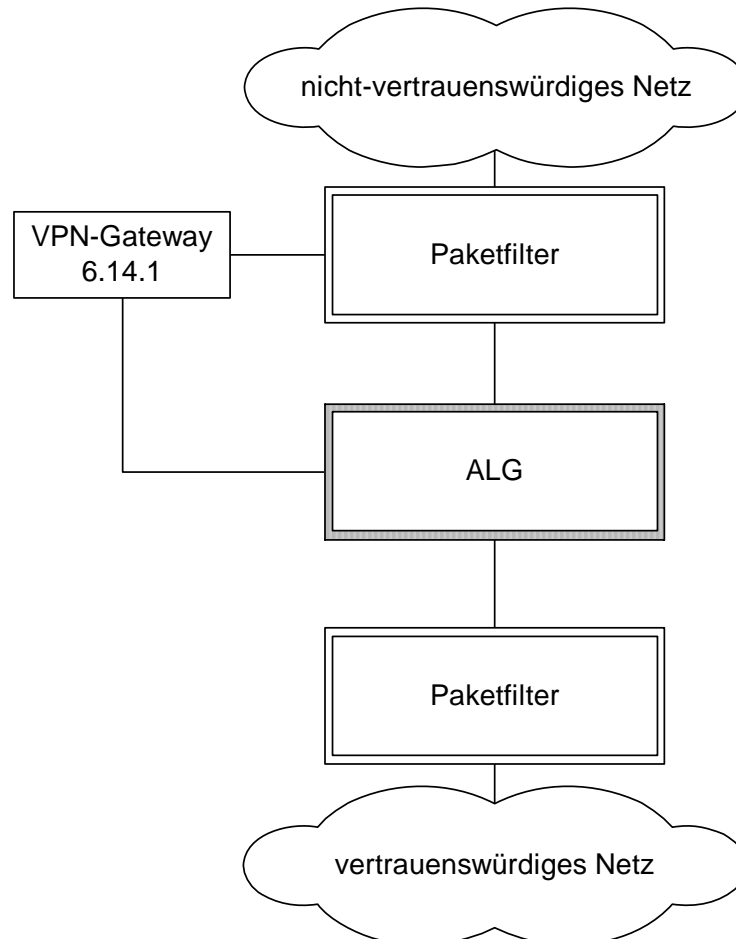 nicht-vertrauenswürdiges Netz
VPN-Gateway
6.14.1
Paketfilter
ALG
Paketfilter
vertrauenswürdiges Netz